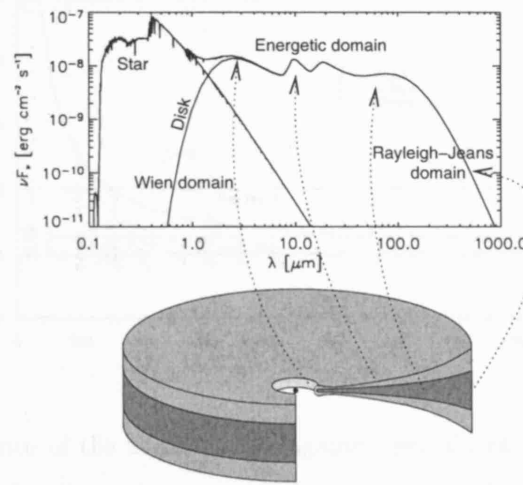 10⁻⁷
10⁻⁸
10⁻⁹
10⁻¹⁰
10⁻¹¹
νFᵥ [erg cm⁻² s⁻¹]
Star
Energetic domain
Disk
Wien domain
Rayleigh–Jeans
domain
0.1 1.0 10.0 100.0 1000.0
λ [μm]